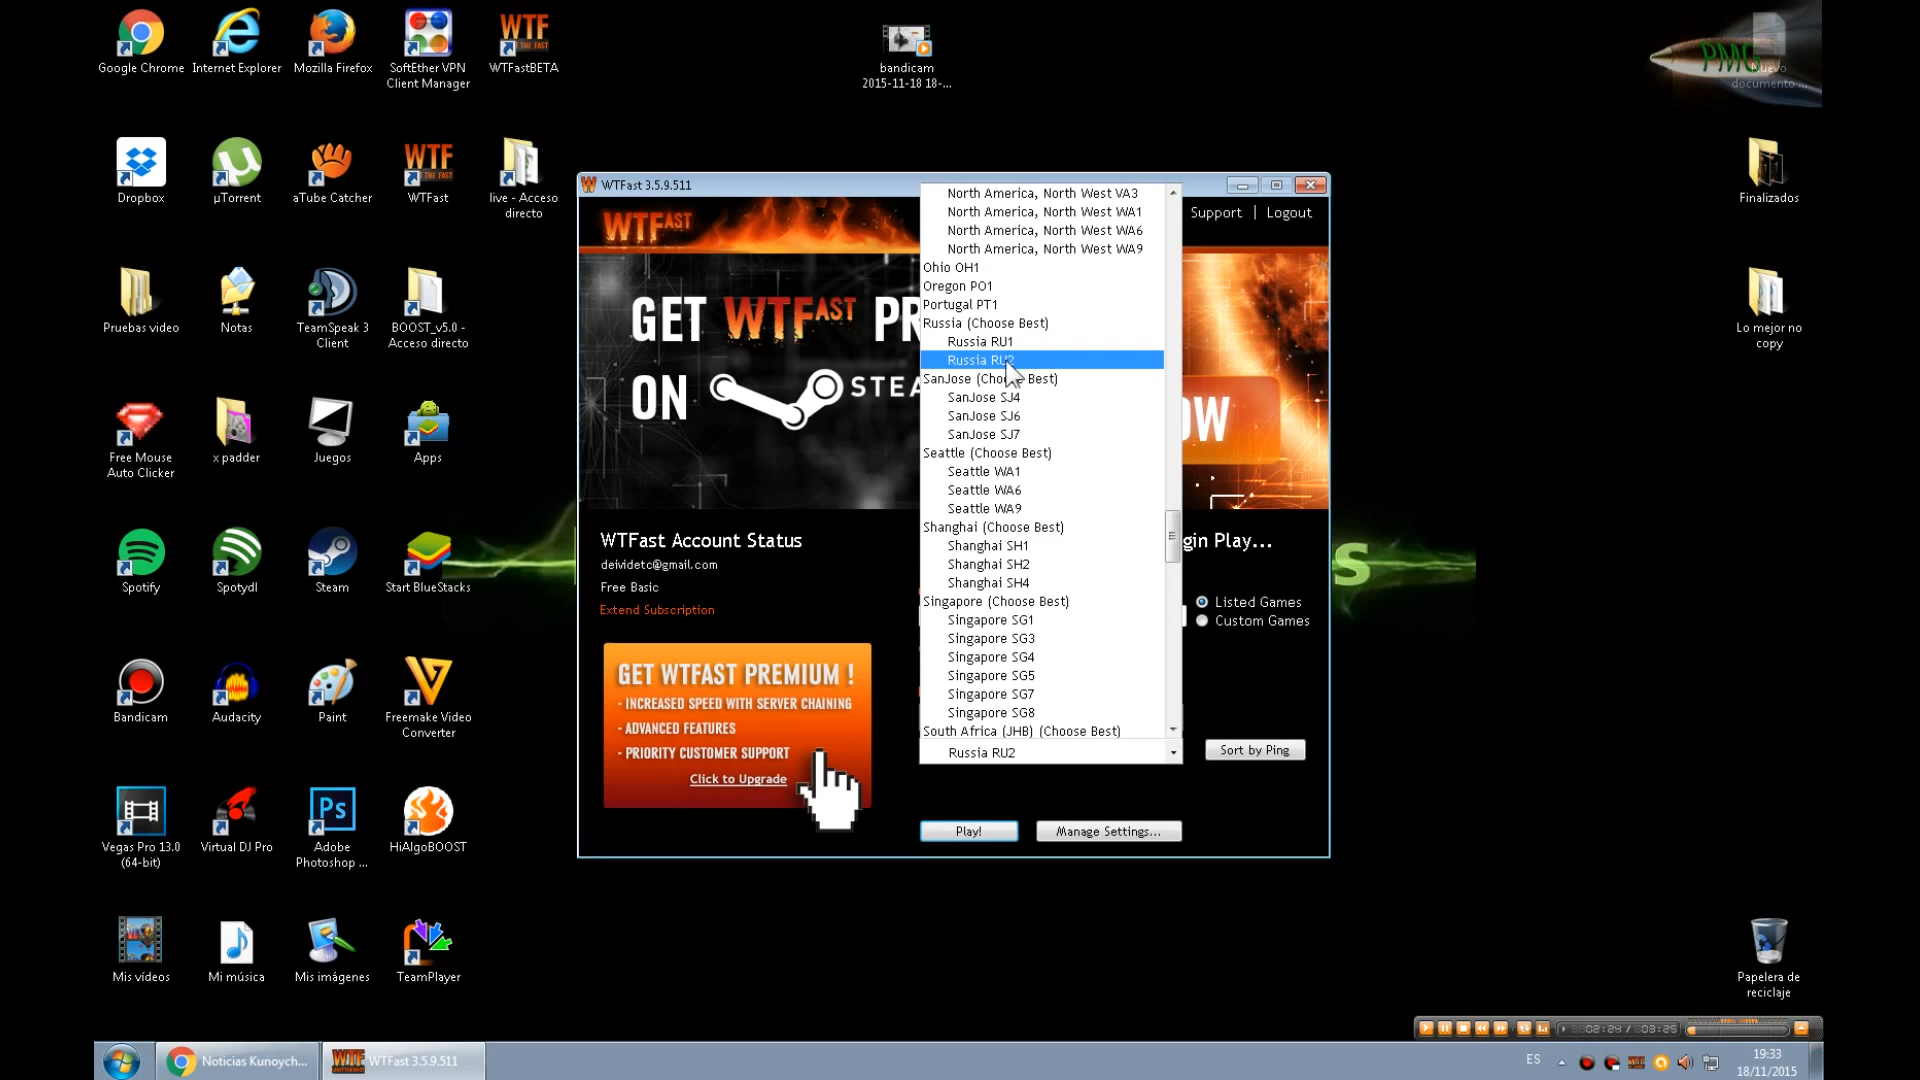 Google Chrome
Internet Explorer
Mozilla Firefox
SoftEther VPN
Client Manager
WTF
OF THE FAST
WTFastBETA
bandicam
2015-11-18 18-...
PMG
Nuevo
documento ...
Dropbox
µTorrent
aTube Catcher
WTF
OF THE FAST
WTFast
live - Acceso
directo
Finalizados
Pruebas video
Notas
TeamSpeak 3
Client
BOOST_v5.0 -
Acceso directo
Lo mejor no
copy
Free Mouse
Auto Clicker
x padder
Juegos
Apps
Spotify
Spotydl
Steam
Start BlueStacks
Bandicam
Audacity
Paint
Freemake Video
Converter
Vegas Pro 13.0
(64-bit)
Virtual DJ Pro
Ps
Adobe
Photoshop ...
HiAlgoBOOST
Mis vídeos
Mi música
Mis imágenes
TeamPlayer
Papelera de
reciclaje
WTFast 3.5.9.511
WTFAST
Support | Logout
GET WTFAST PR
ON STEA
OW
WTFast Account Status
deividetc@gmail.com
Free Basic
Extend Subscription
GET WTFAST PREMIUM !
- INCREASED SPEED WITH SERVER CHAINING
- ADVANCED FEATURES
- PRIORITY CUSTOMER SUPPORT
Click to Upgrade
North America, North West VA3
North America, North West WA1
North America, North West WA6
North America, North West WA9
Ohio OH1
Oregon PO1
Portugal PT1
Russia (Choose Best)
Russia RU1
Russia RU2
SanJose (Choose Best)
SanJose SJ4
SanJose SJ6
SanJose SJ7
Seattle (Choose Best)
Seattle WA1
Seattle WA6
Seattle WA9
Shanghai (Choose Best)
Shanghai SH1
Shanghai SH2
Shanghai SH4
Singapore (Choose Best)
Singapore SG1
Singapore SG3
Singapore SG4
Singapore SG5
Singapore SG7
Singapore SG8
South Africa (JHB) (Choose Best)
Russia RU2
gin Play...
Listed Games
Custom Games
Sort by Ping
Play!
Manage Settings...
S
02:29 / 03:25
Noticias Kunoych...
WTF
WTFast 3.5.9.511
ES
19:33
18/11/2015